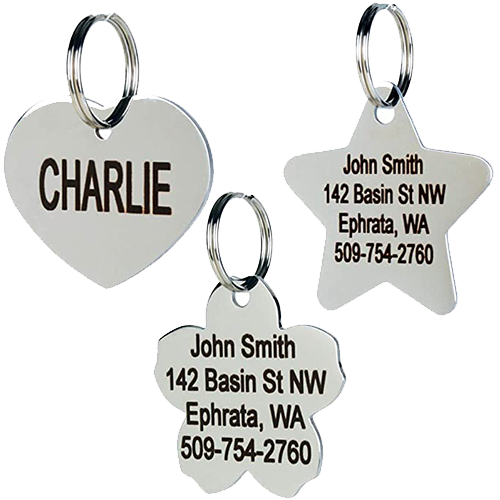 CHARLIE
John Smith
142 Basin St NW
Ephrata, WA
509-754-2760
John Smith
142 Basin St NW
Ephrata, WA
509-754-2760